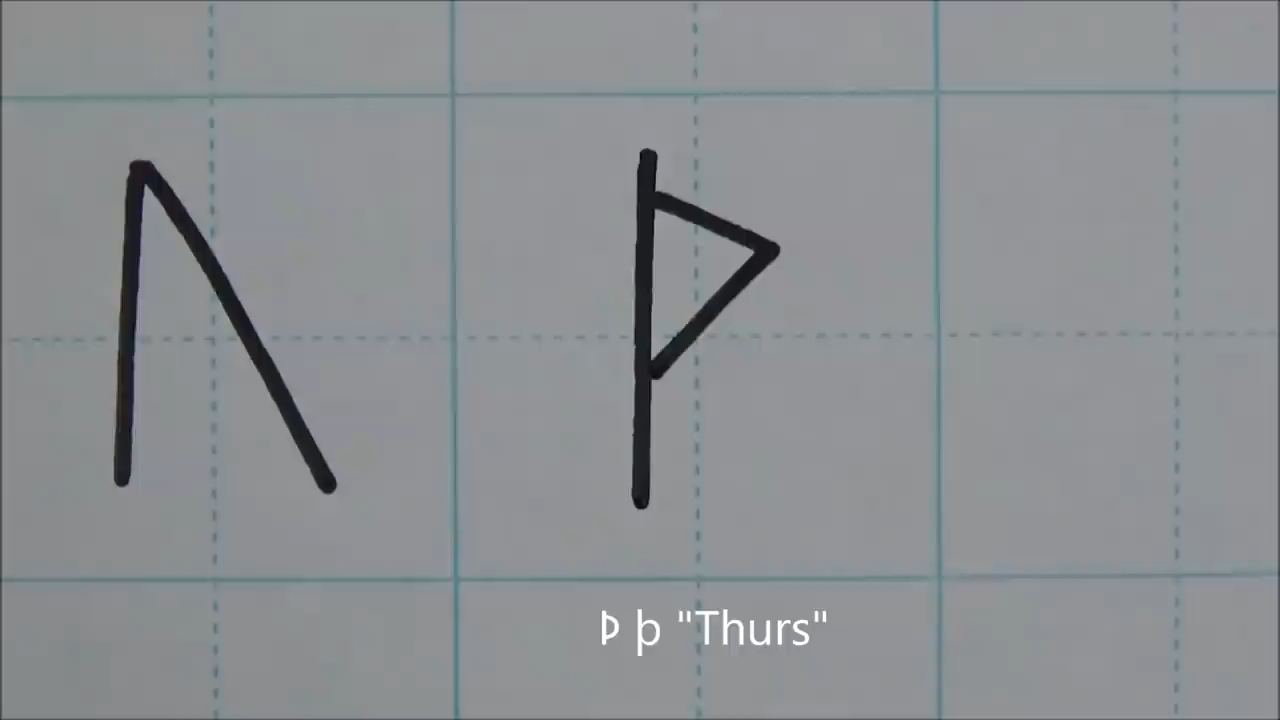 ᚢ ᚦ
Þ þ "Thurs"